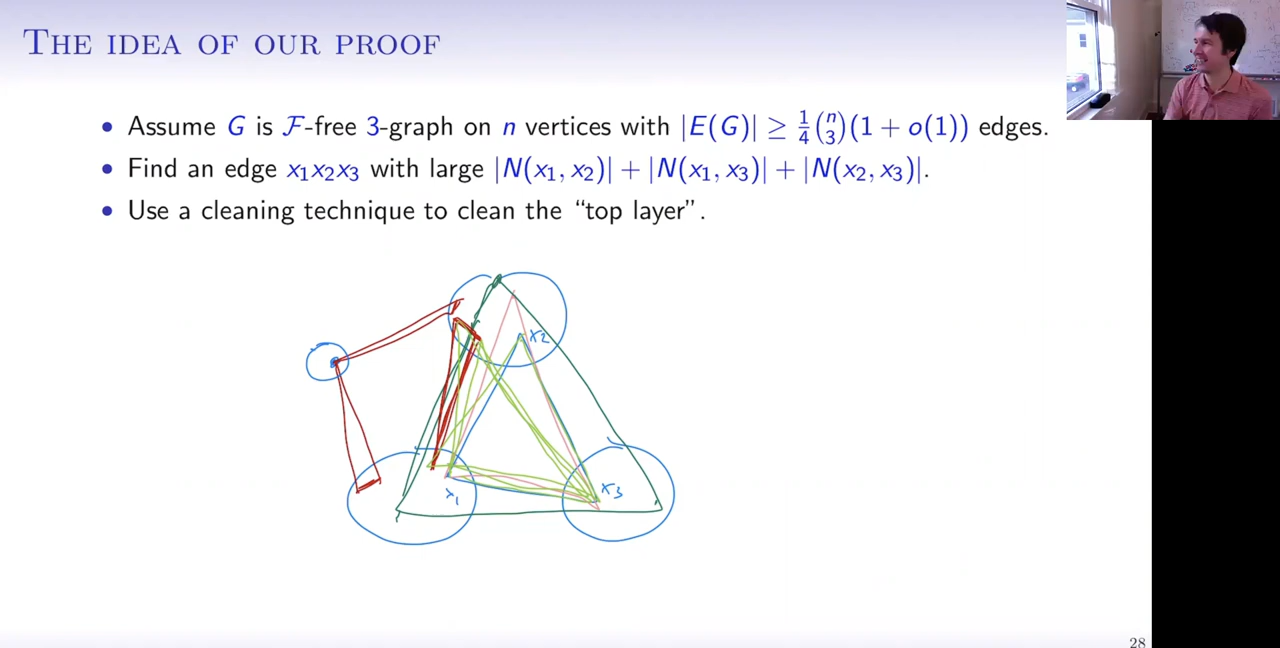 THE IDEA OF OUR PROOF
• Assume G is F-free 3-graph on n vertices with |E(G)| ≥ 1/4 (n 3)(1 + o(1)) edges.
• Find an edge x₁x₂x₃ with large |N(x₁, x₂)| + |N(x₁, x₃)| + |N(x₂, x₃)|.
• Use a cleaning technique to clean the “top layer”.
x₂
x₁
x₃
28